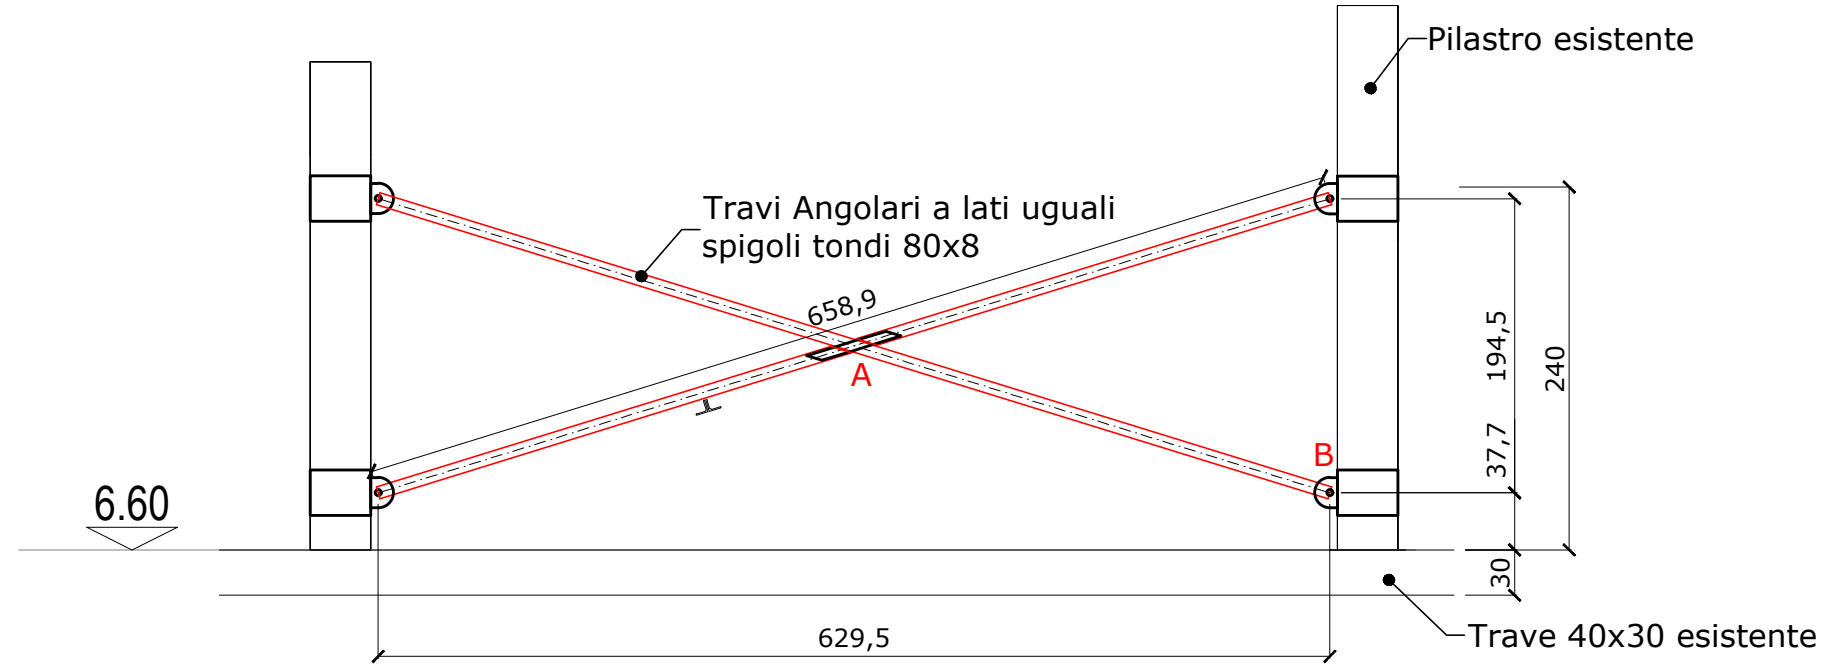 Pilastro esistente
Travi Angolari a lati uguali
spigoli tondi 80x8
658,9
A
194,5
240
B
37,7
6.60
30
629,5
Trave 40x30 esistente